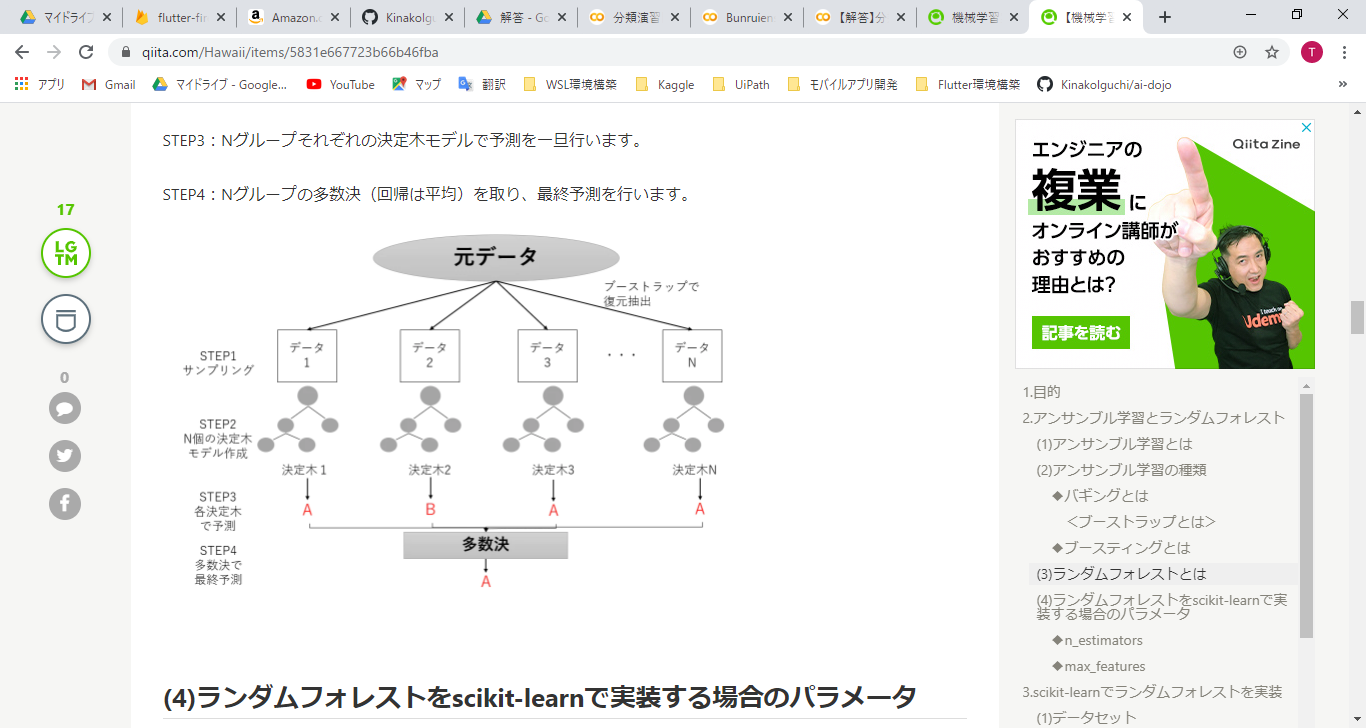 マイドライブ
flutter-fir
Amazon.c
Kinakolgu
解答 - Go
分類演習
Bunruien
【解答】分
機械学習
【機械学習
qiita.com/Hawaii/items/5831e667723b66b46fba
T
アプリ
Gmail
マイドライブ - Google...
YouTube
マップ
翻訳
WSL環境構築
Kaggle
UiPath
モバイルアプリ開発
Flutter環境構築
Kinakolguchi/ai-dojo
»
STEP3：Nグループそれぞれの決定木モデルで予測を一旦行います。
STEP4：Nグループの多数決（回帰は平均）を取り、最終予測を行います。
17
LG
TM
0
元データ
ブーストラップで
復元抽出
STEP1
サンプリング
データ
1
データ
2
データ
3
・・・
データ
N
STEP2
N個の決定木
モデル作成
決定木１
決定木2
決定木3
決定木N
STEP3
各決定木
で予測
A
B
A
A
STEP4
多数決で
最終予測
多数決
A
(4)ランダムフォレストをscikit-learnで実装する場合のパラメータ
Qiita Zine
エンジニアの
複業に
オンライン講師が
おすすめの
理由とは?
記事を読む
I teach on
Udemy
1.目的
2.アンサンブル学習とランダムフォレスト
(1)アンサンブル学習とは
(2)アンサンブル学習の種類
◆バギングとは
＜ブーストラップとは＞
◆ブースティングとは
(3)ランダムフォレストとは
(4)ランダムフォレストをscikit-learnで実
装する場合のパラメータ
◆n_estimators
◆max_features
3.scikit-learnでランダムフォレストを実装
(1)データセット